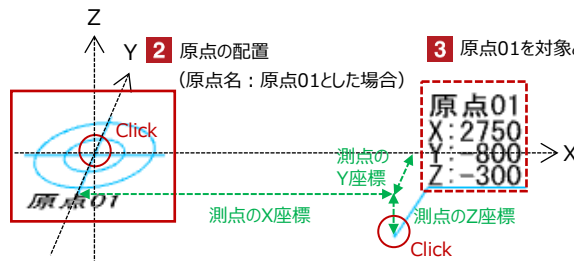 Z
Y
2 原点の配置
(原点名：原点01とした場合)
Click
原点01
3 原点01を対象
原点01
X:2750
Y:-800
Z:-300
X
測点の
Y座標
測点のX座標
測点のZ座標
Click